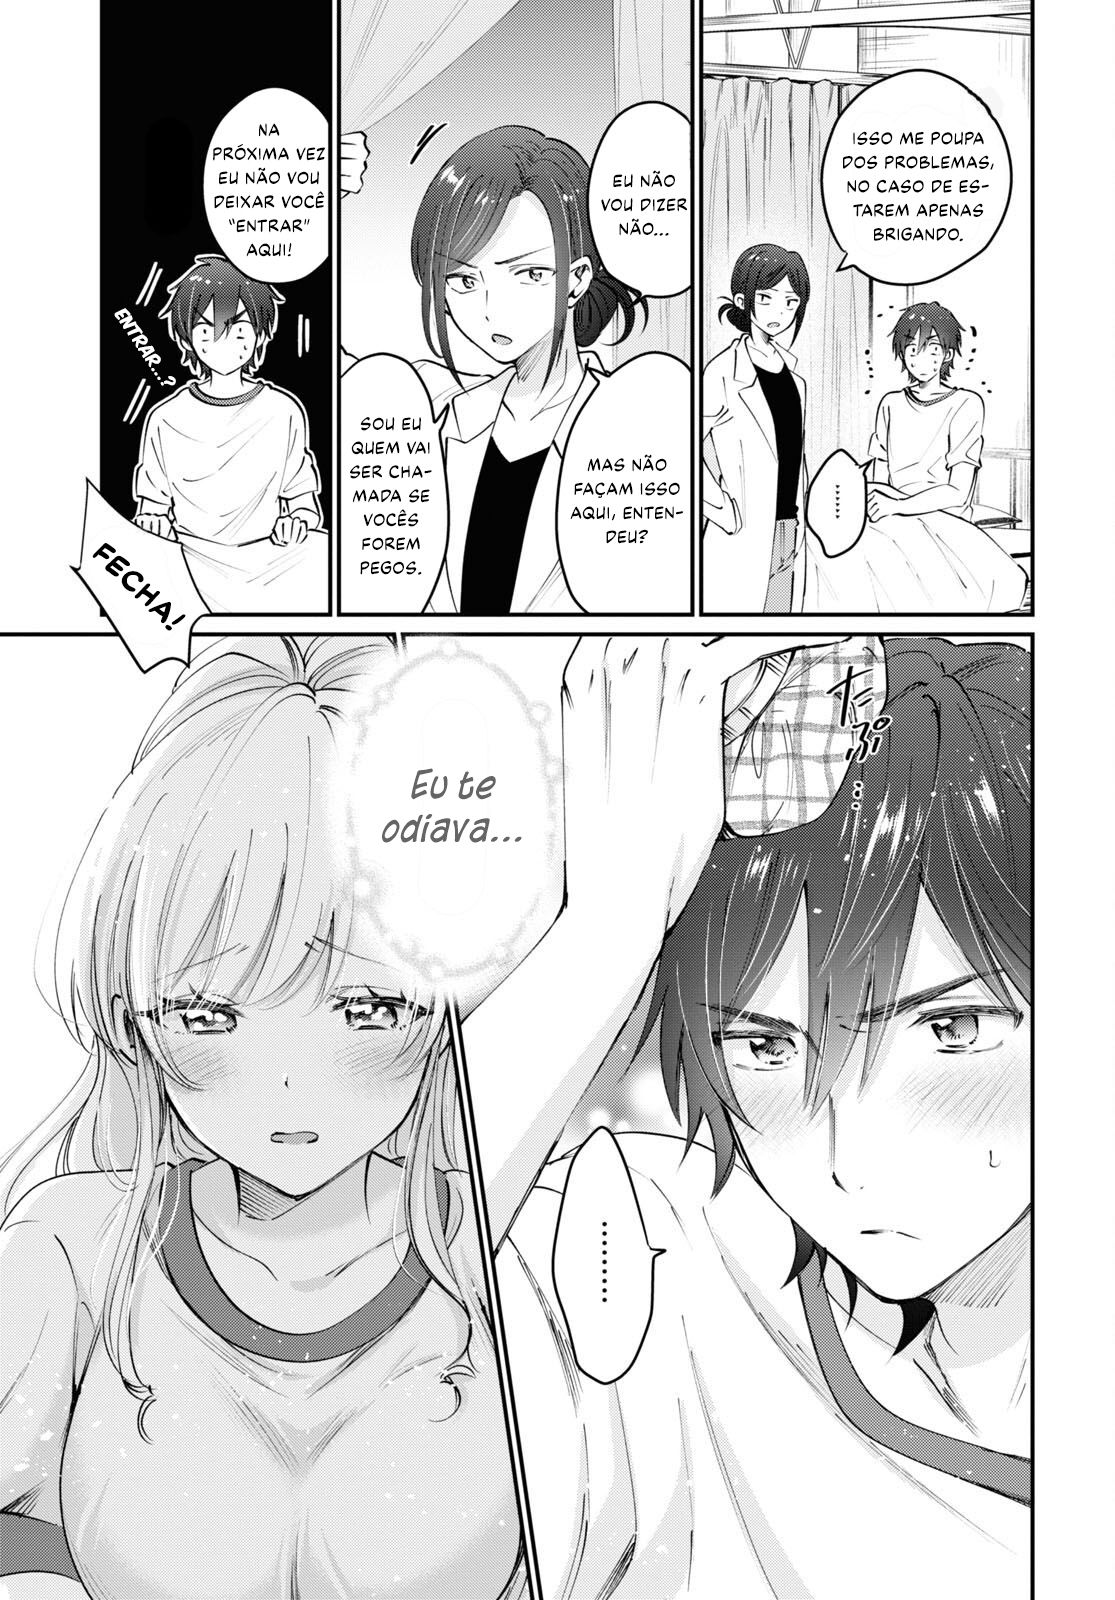 ISSO ME POUPA
DOS PROBLEMAS,
NO CASO DE ES-
TAREM APENAS
BRIGANDO.
......
EU NÃO
VOU DIZER
NÃO...
MAS NÃO
FAÇAM ISSO
AQUI, ENTEN-
DEU?
SOU EU
QUEM VAI
SER CHA-
MADA SE
VOCÊS
FOREM
PEGOS.
NA
PRÓXIMA VEZ
EU NÃO VOU
DEIXAR VOCÊ
“ENTRAR”
AQUI!
ENTRAR...?
FECHA!
たぷ…
.........
Eu te
odiava...